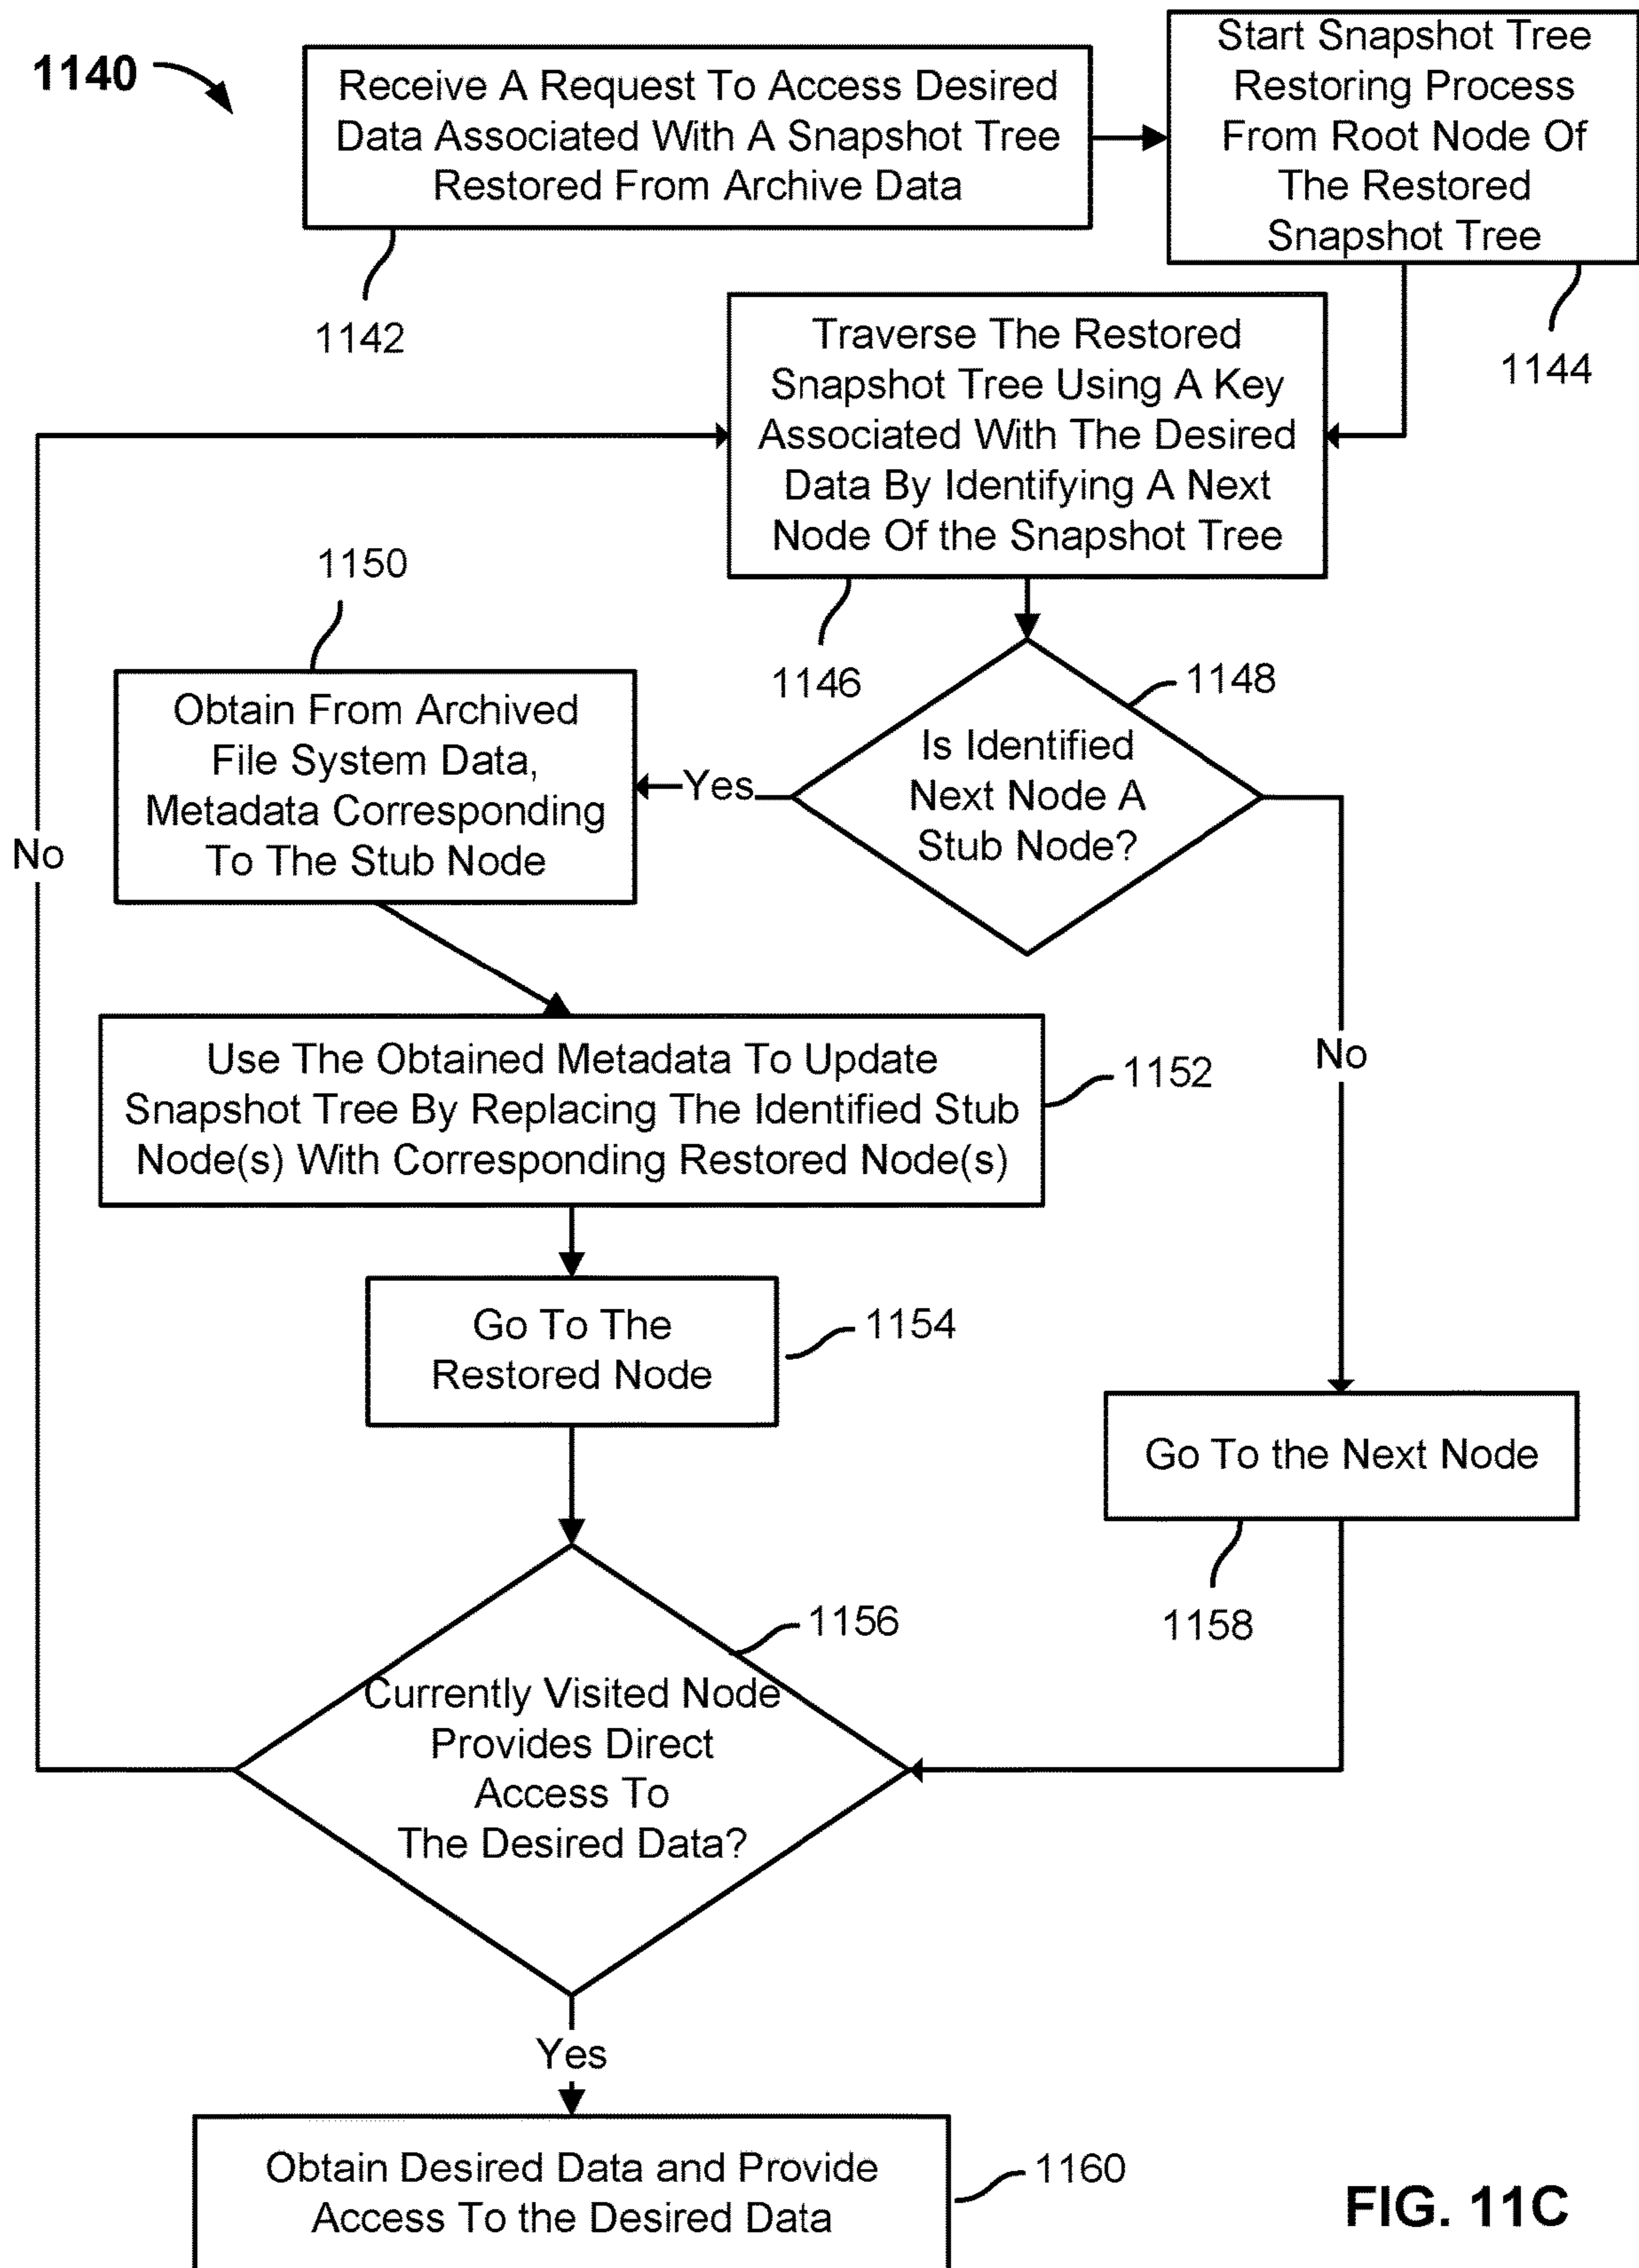 1140
Receive A Request To Access Desired
Data Associated With A Snapshot Tree
Restored From Archive Data
1142
Start Snapshot Tree
Restoring Process
From Root Node Of
The Restored
Snapshot Tree
1144
Traverse The Restored
Snapshot Tree Using A Key
Associated With The Desired
Data By Identifying A Next
Node Of the Snapshot Tree
1146
Is Identified
Next Node A
Stub Node?
1148
Yes
1150
Obtain From Archived
File System Data,
Metadata Corresponding
To The Stub Node
No
Use The Obtained Metadata To Update
Snapshot Tree By Replacing The Identified Stub
Node(s) With Corresponding Restored Node(s)
1152
No
Go To The
Restored Node
1154
Go To the Next Node
1158
Currently Visited Node
Provides Direct
Access To
The Desired Data?
1156
Yes
Obtain Desired Data and Provide
Access To the Desired Data
1160
FIG. 11C